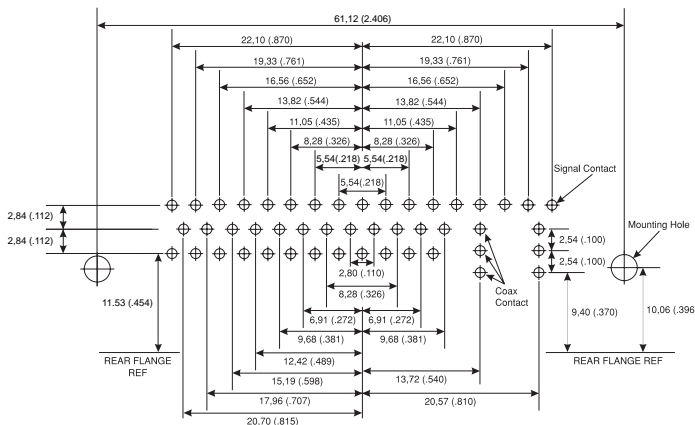 61,12 (2.406)
22,10 (.870) 22,10 (.870)
19,33 (.761) 19,33 (.761)
16,56 (.652) 16,56 (.652)
13,82 (.544) 13,82 (.544)
11,05 (.435) 11,05 (.435)
8,28 (.326) 8,28 (.326)
5,54(.218) 5,54(.218)
5,54(.218)
Signal Contact
2,84 (.112)
Mounting Hole
2,84 (.112)
2,54 (.100)
2,54 (.100)
2,80 (.110)
Coax
Contact
8,28 (.326)
11.53 (.454)
9,40 (.370)
10,06 (.396
6,91 (.272) 6,91 (.272)
9,68 (.381) 9,68 (.381)
12,42 (.489)
REAR FLANGE
REF
REAR FLANGE REF
15,19 (.598)
13,72 (.540)
17,96 (.707)
20,57 (.810)
20,70 (.815)